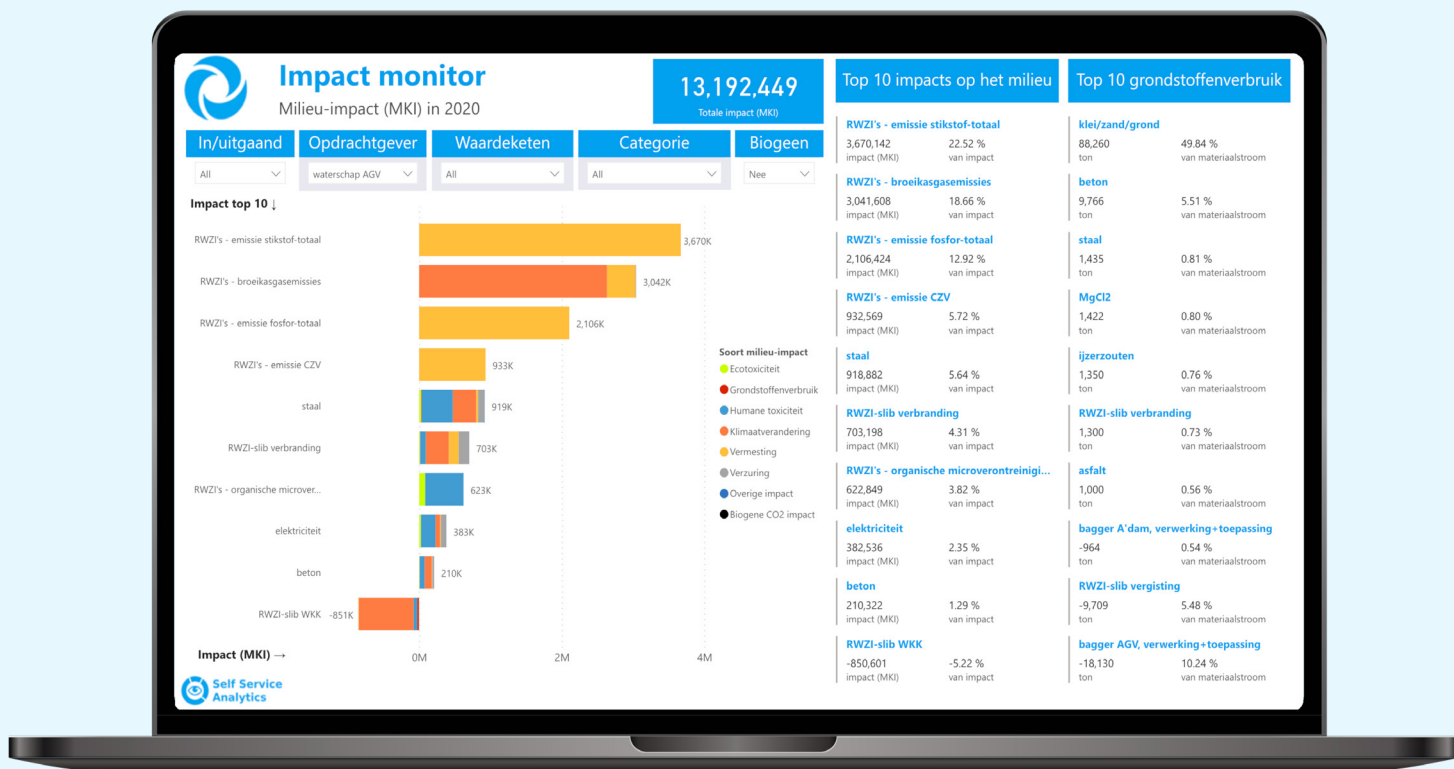 Impact monitor
Milieu-impact (MKI) in 2020
13,192,449
Totale impact (MKI)
In/uitgaand
Opdrachtgever
Waardeketen
Categorie
Biogeen
All
waterschap AGV
All
All
Nee
Impact top 10 ↓
RWZI's - emissie stikstof-totaal
3,670K
RWZI's - broeikasgasemissies
3,042K
RWZI's - emissie fosfor-totaal
2,106K
RWZI's - emissie CZV
933K
staal
919K
RWZI-slib verbranding
703K
RWZI's - organische microver...
623K
elektriciteit
383K
beton
210K
RWZI-slib WKK
-851K
Impact (MKI) →
0M
2M
4M
Soort milieu-impact
Ecotoxiciteit
Grondstoffenverbruik
Humane toxiciteit
Klimaatverandering
Vermesting
Verzuring
Overige impact
Biogene CO2 impact
Self Service
Analytics
Top 10 impacts op het milieu
RWZI's - emissie stikstof-totaal
3,670,142 22.52 %
impact (MKI) van impact
RWZI's - broeikasgasemissies
3,041,608 18.66 %
impact (MKI) van impact
RWZI's - emissie fosfor-totaal
2,106,424 12.92 %
impact (MKI) van impact
RWZI's - emissie CZV
932,569 5.72 %
impact (MKI) van impact
staal
918,882 5.64 %
impact (MKI) van impact
RWZI-slib verbranding
703,198 4.31 %
impact (MKI) van impact
RWZI's - organische microverontreinigi...
622,849 3.82 %
impact (MKI) van impact
elektriciteit
382,536 2.35 %
impact (MKI) van impact
beton
210,322 1.29 %
impact (MKI) van impact
RWZI-slib WKK
-850,601 -5.22 %
impact (MKI) van impact
Top 10 grondstoffenverbruik
klei/zand/grond
88,260 49.84 %
ton van materiaalstroom
beton
9,766 5.51 %
ton van materiaalstroom
staal
1,435 0.81 %
ton van materiaalstroom
MgCl2
1,422 0.80 %
ton van materiaalstroom
ijzerzouten
1,350 0.76 %
ton van materiaalstroom
RWZI-slib verbranding
1,300 0.73 %
ton van materiaalstroom
asfalt
1,000 0.56 %
ton van materiaalstroom
bagger A'dam, verwerking+toepassing
-964 0.54 %
ton van materiaalstroom
RWZI-slib vergisting
-9,709 5.48 %
ton van materiaalstroom
bagger AGV, verwerking+toepassing
-18,130 10.24 %
ton van materiaalstroom